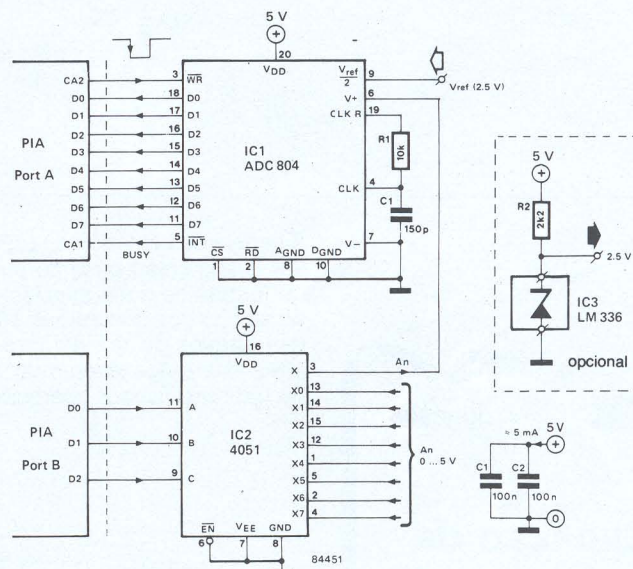 5 V
20
VDD
PIA
Port A
CA2
D0
D1
D2
D3
D4
D5
D6
D7
CA1
BUSY
3
18
17
16
15
14
13
12
11
5
WR
D0
D1
D2
D3
D4
D5
D6
D7
INT
IC1
ADC 804
Vref
2
V+
CLK R
CLK
V−
9
6
19
4
7
Vref (2.5 V)
R1
10k
C1
150p
CS
RD
AGND
DGND
1
2
8
10
5 V
R2
2k2
2.5 V
IC3
LM 336
opcional
5 V
16
VDD
PIA
Port B
D0
D1
D2
11
10
9
A
B
C
IC2
4051
X
X0
X1
X2
X3
X4
X5
X6
X7
3
13
14
15
12
1
5
2
4
An
An
0 ... 5 V
EN
VEE
GND
6
7
8
84451
≈ 5 mA
5 V
C1
C2
100n
100n
0